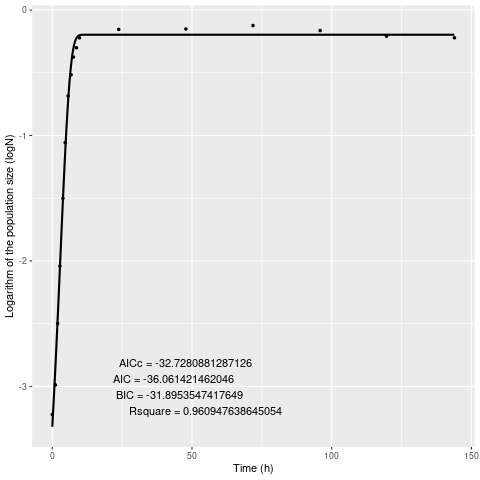 0
-1
-2
-3
Logarithm of the population size (logN)
AICc = -32.7280881287126
AIC = -36.061421462046
BIC = -31.8953547417649
Rsquare = 0.960947638645054
0
50
100
150
Time (h)